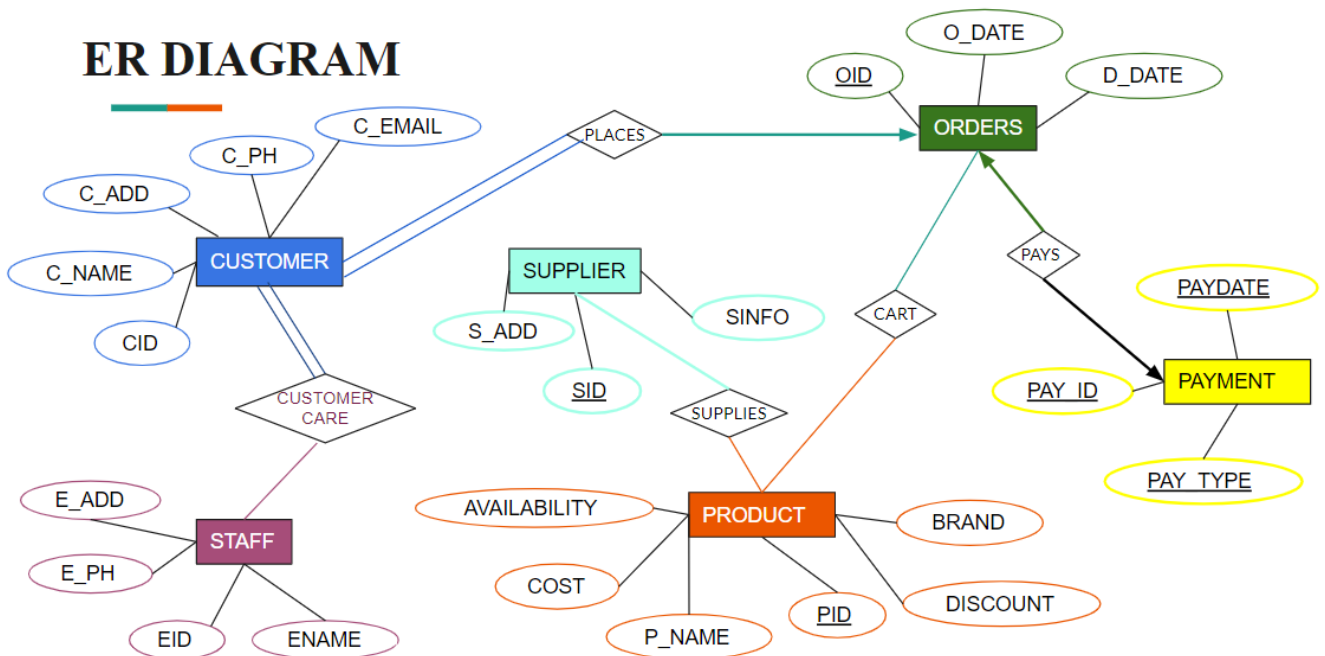 ER DIAGRAM
O_DATE
OID
D_DATE
C_EMAIL
PLACES
ORDERS
C_PH
C_ADD
CUSTOMER
C_NAME
SUPPLIER
PAYS
PAYDATE
CART
S_ADD
SINFO
CID
PAYMENT
PAY_ID
SID
CUSTOMER
CARE
SUPPLIES
PAY_TYPE
E_ADD
AVAILABILITY
PRODUCT
BRAND
STAFF
E_PH
COST
DISCOUNT
PID
EID
ENAME
P_NAME